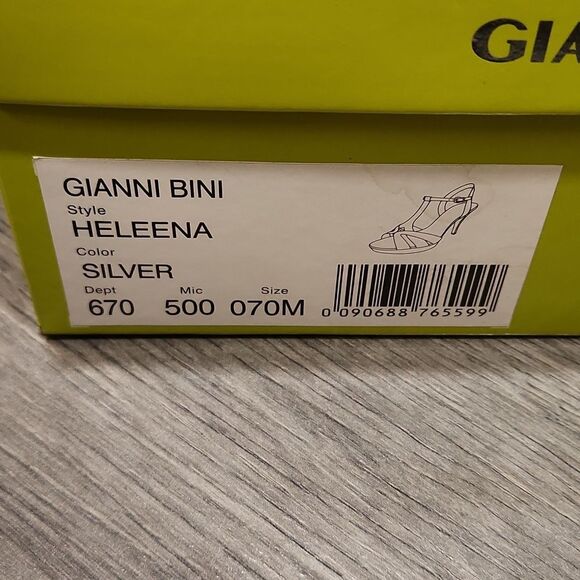 GIA
GIANNI BINI
Style
HELEENA
Color
SILVER
Dept Mic Size
670 500 070M
0 090688 765599